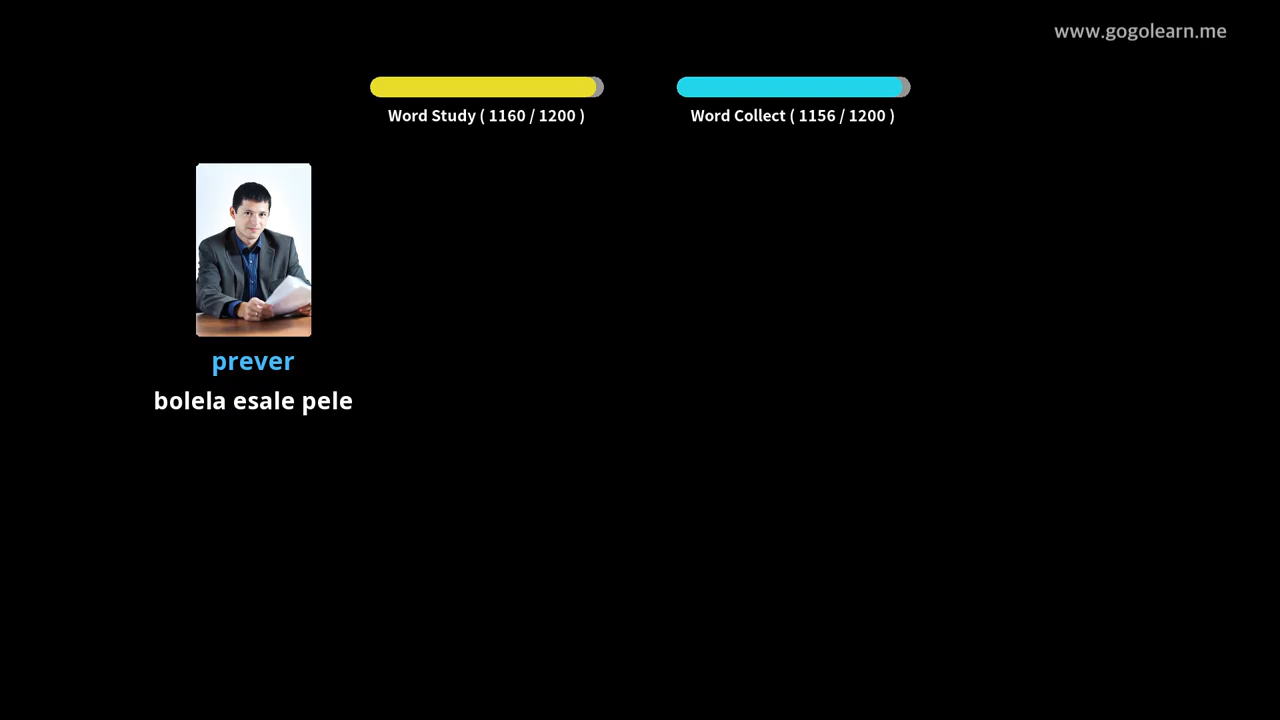 www.gogolearn.me
Word Study ( 1160 / 1200 )
Word Collect ( 1156 / 1200 )
prever
bolela esale pele